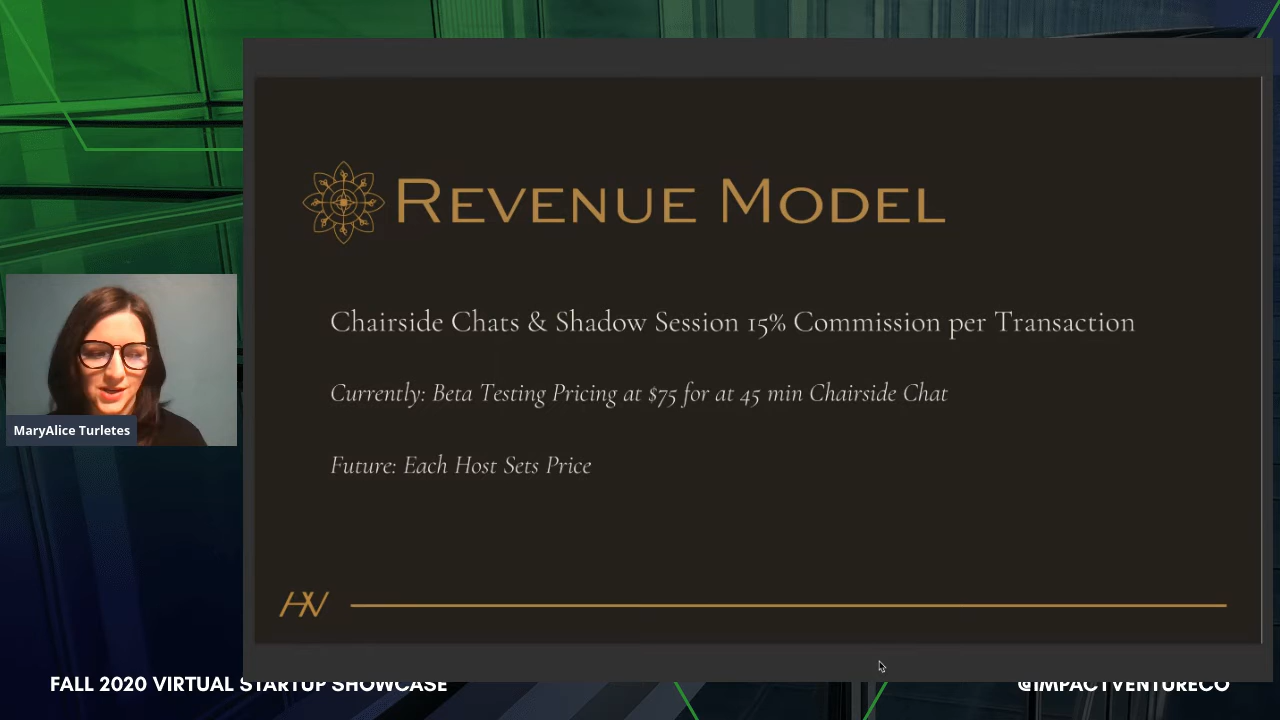 REVENUE MODEL
Chairside Chats & Shadow Session 15% Commission per Transaction
Currently: Beta Testing Pricing at $75 for at 45 min Chairside Chat
Future: Each Host Sets Price
MaryAlice Turletes
HN
FALL 2020 VIRTUAL STARTUP SHOWCASE
@IMPACTVENTURECO